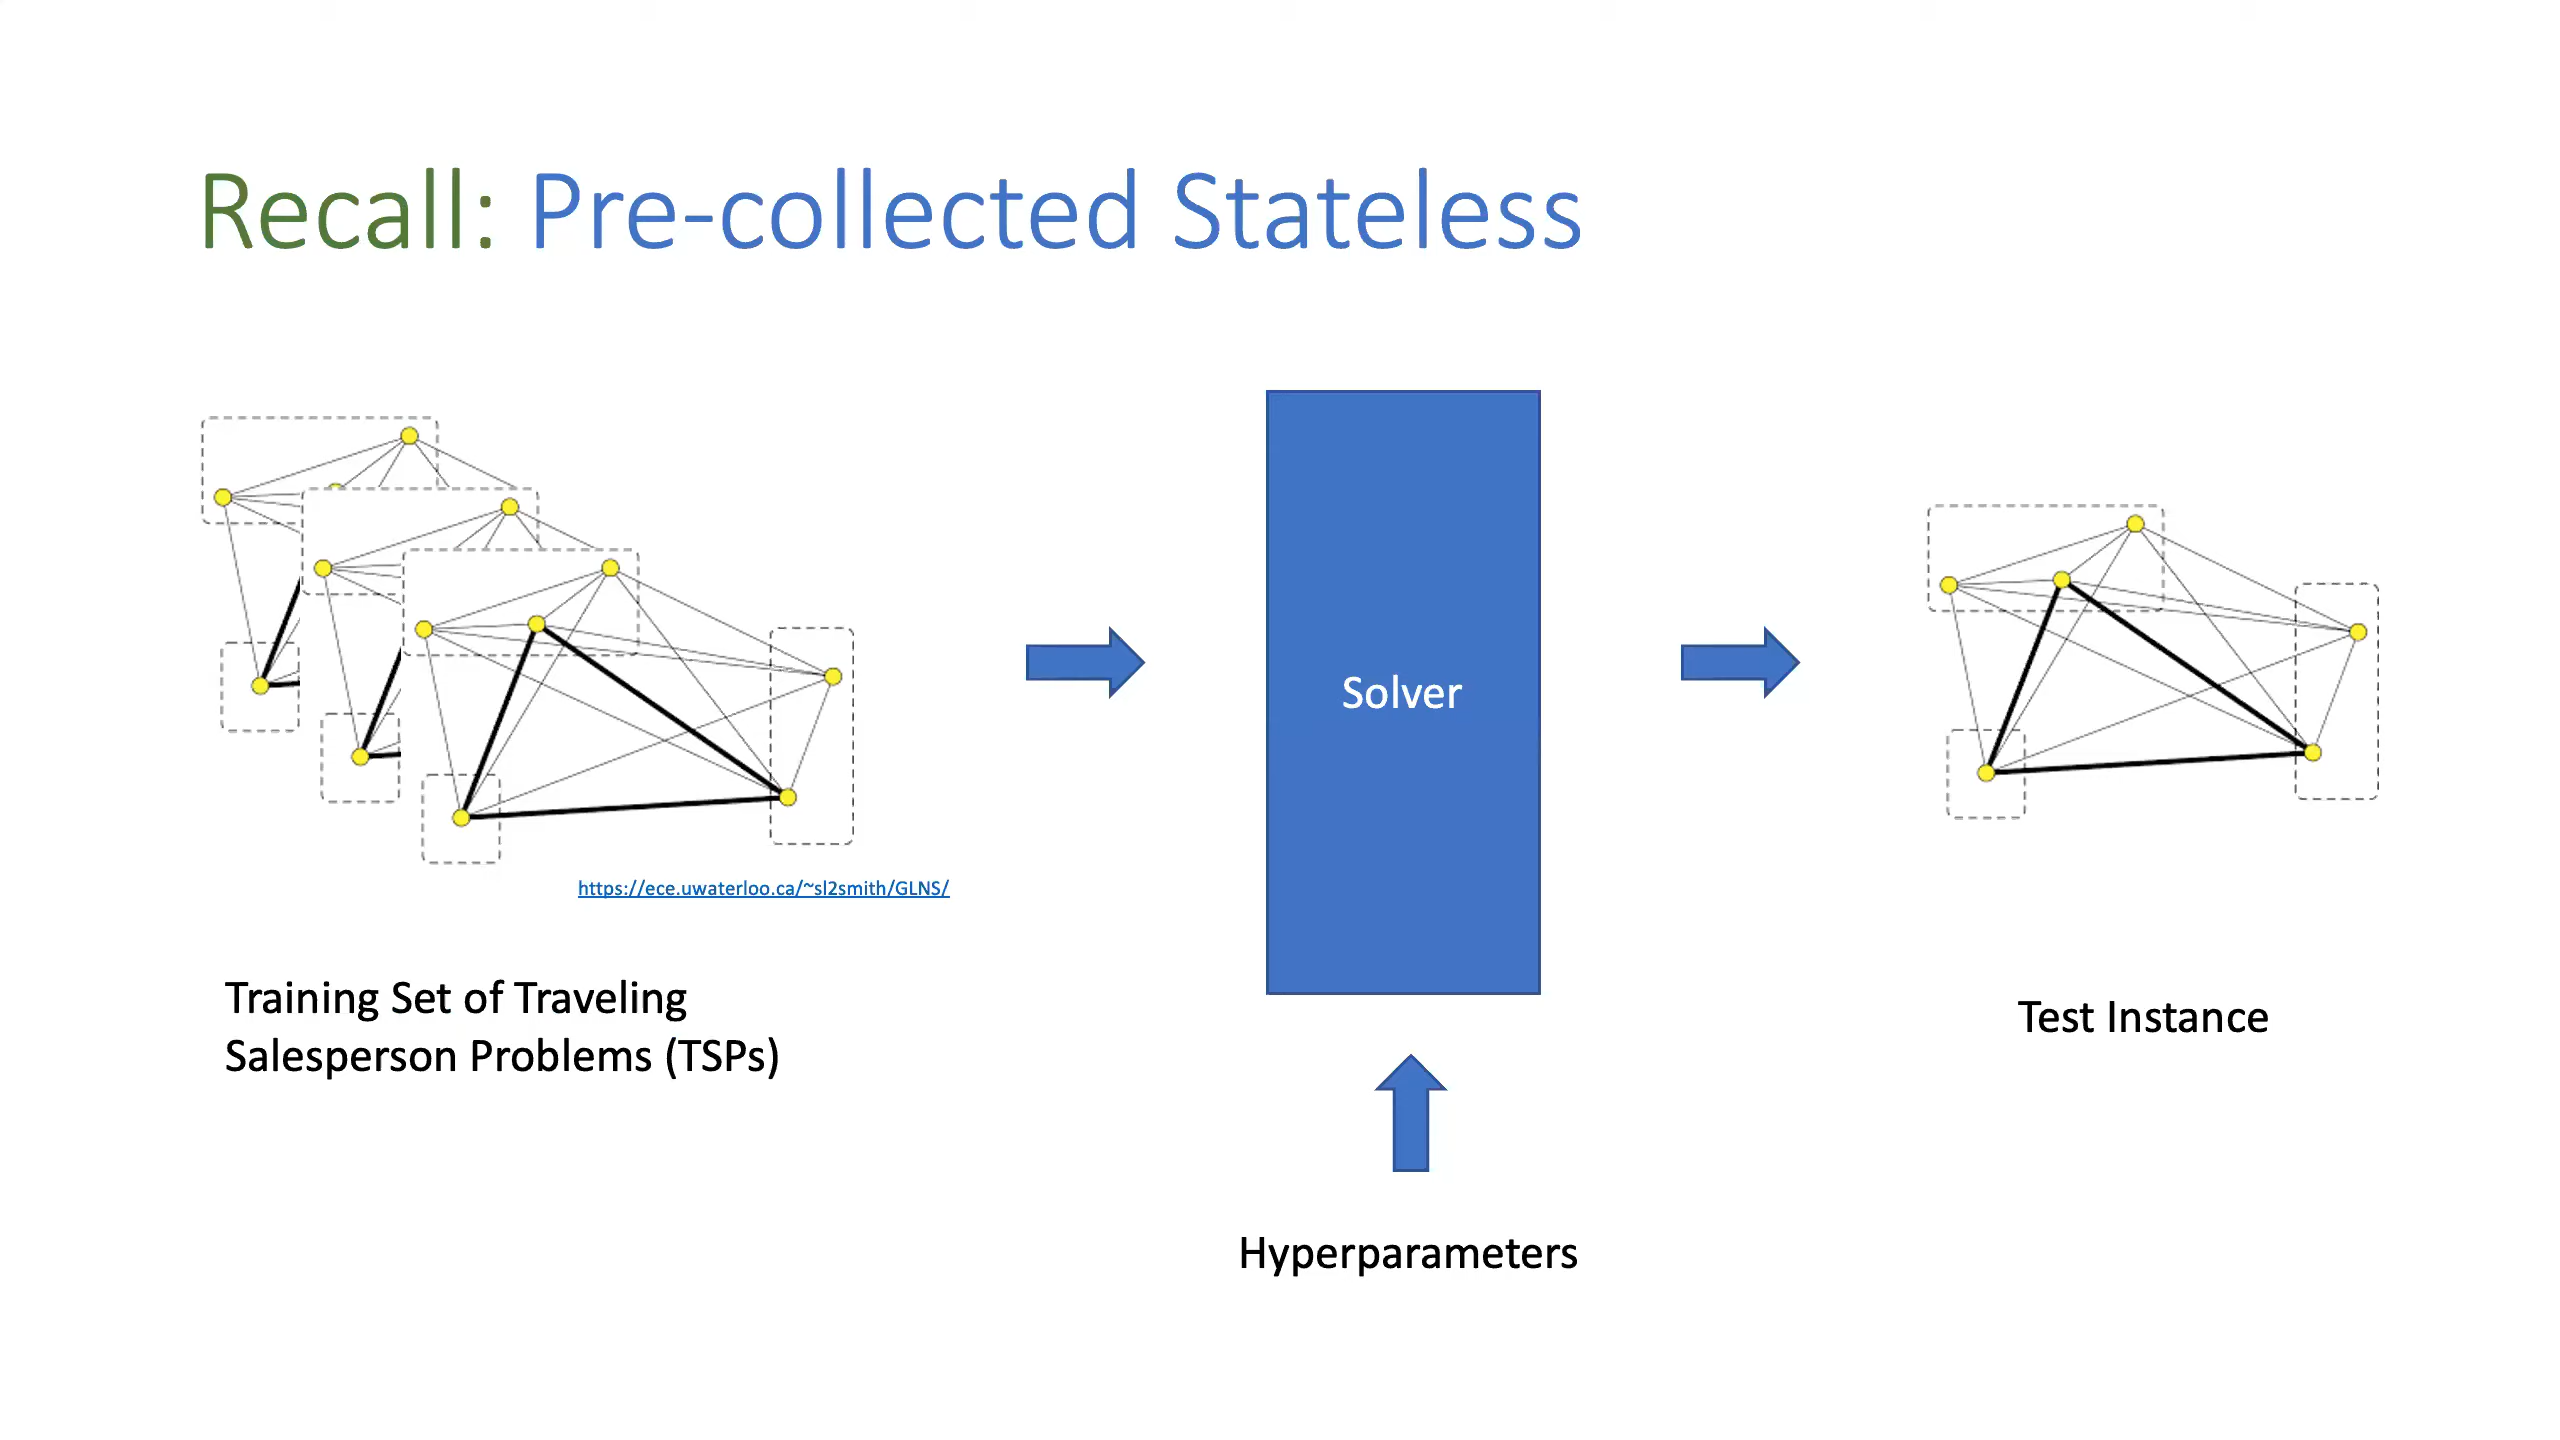 Recall: Pre-collected Stateless
Solver
https://ece.uwaterloo.ca/~sl2smith/GLNS/
Training Set of Traveling
Salesperson Problems (TSPs)
Test Instance
Hyperparameters